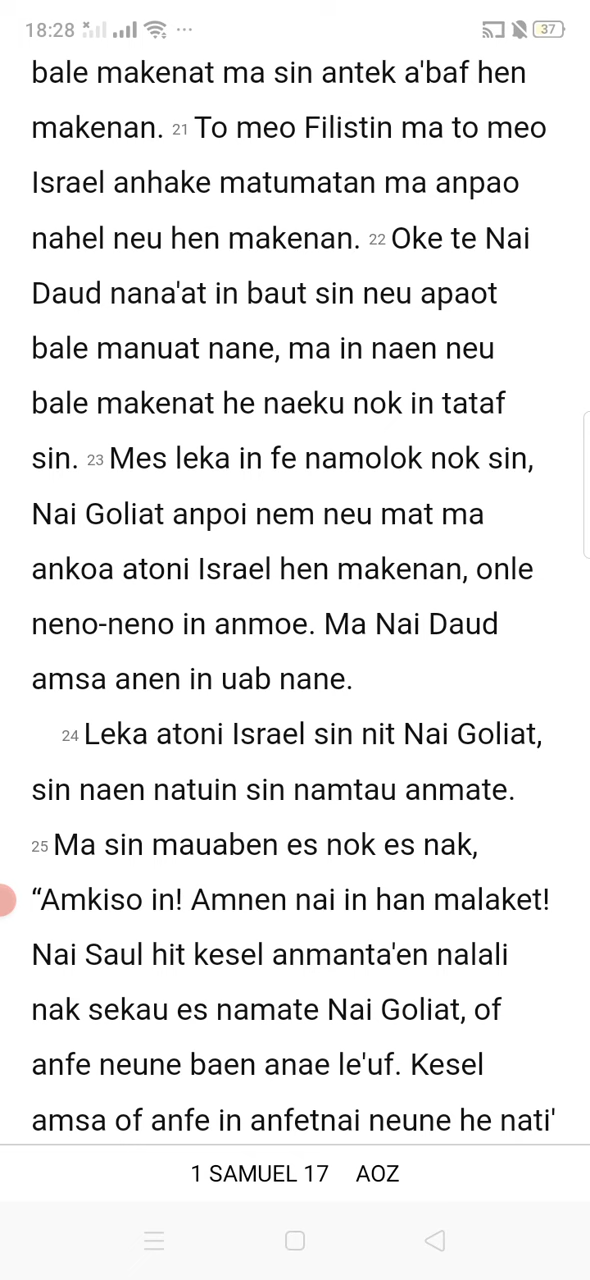 18:28
37
bale makenat ma sin antek a'baf hen
makenan. 21 To meo Filistin ma to meo
Israel anhake matumatan ma anpao
nahel neu hen makenan. 22 Oke te Nai
Daud nana'at in baut sin neu apaot
bale manuat nane, ma in naen neu
bale makenat he naeku nok in tataf
sin. 23 Mes leka in fe namolok nok sin,
Nai Goliat anpoi nem neu mat ma
ankoa atoni Israel hen makenan, onle
neno-neno in anmoe. Ma Nai Daud
amsa anen in uab nane.
24 Leka atoni Israel sin nit Nai Goliat,
sin naen natuin sin namtau anmate.
25 Ma sin mauaben es nok es nak,
“Amkiso in! Amnen nai in han malaket!
Nai Saul hit kesel anmanta'en nalali
nak sekau es namate Nai Goliat, of
anfe neune baen anae le'uf. Kesel
amsa of anfe in anfetnai neune he nati'
1 SAMUEL 17 AOZ